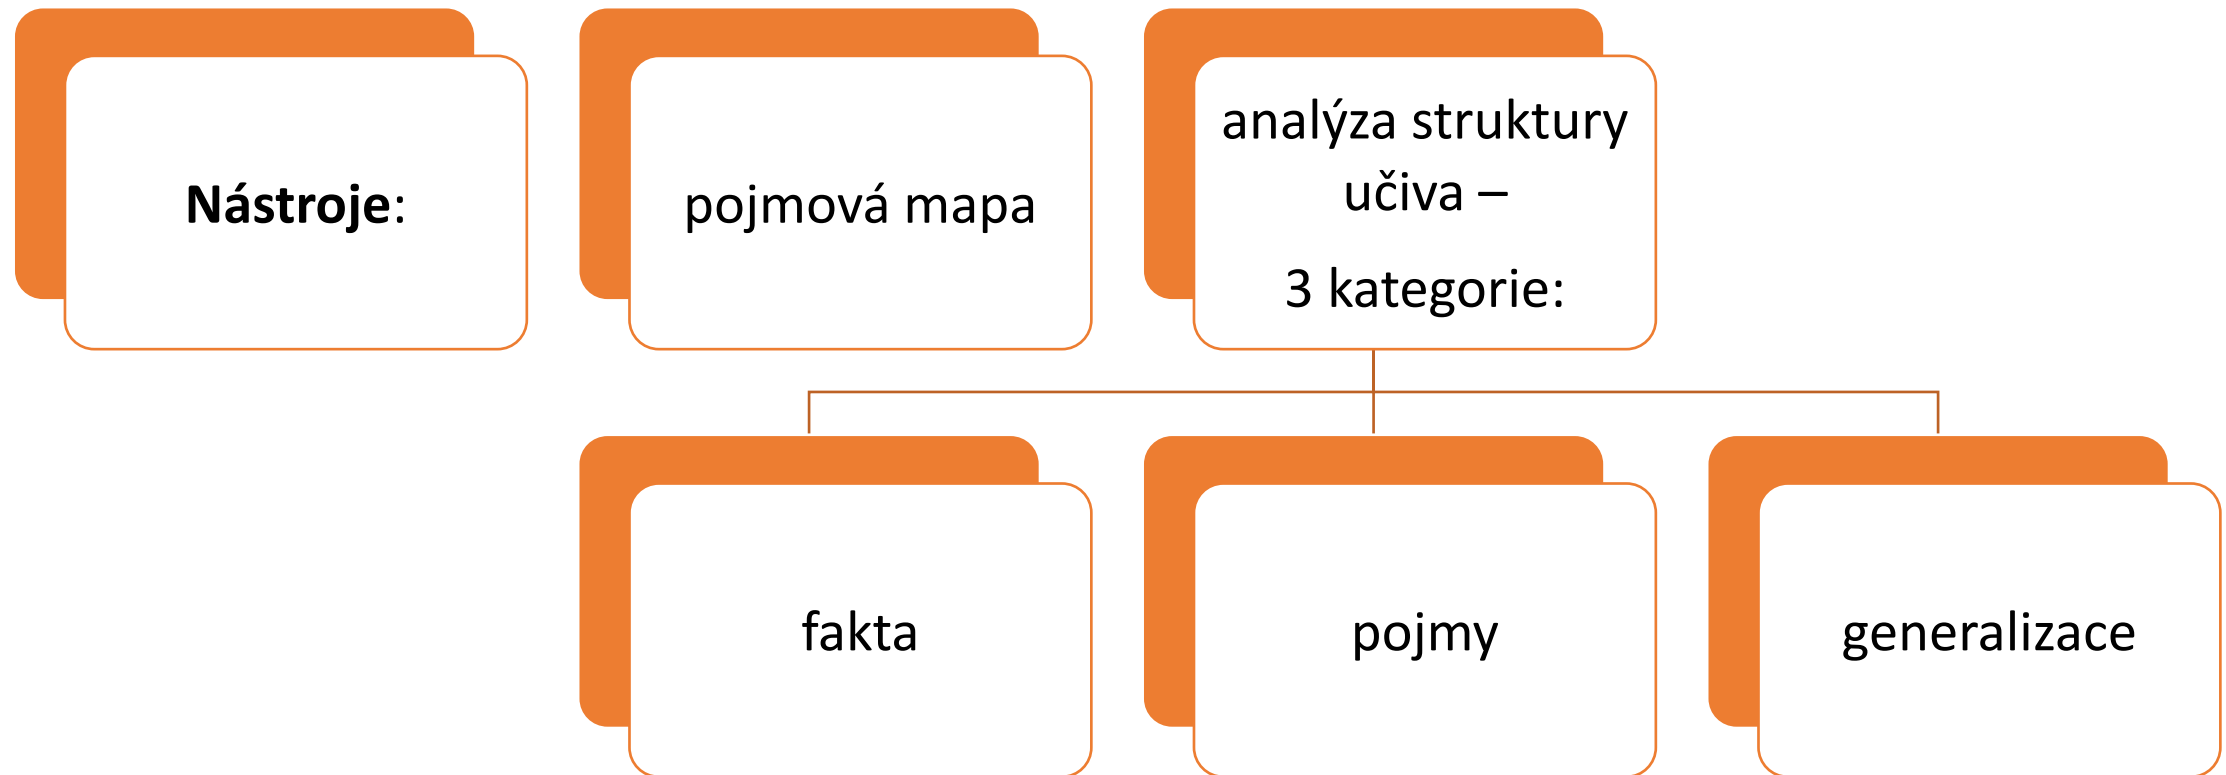 Nástroje:
pojmová mapa
analýza struktury
učiva –
3 kategorie:
fakta
pojmy
generalizace